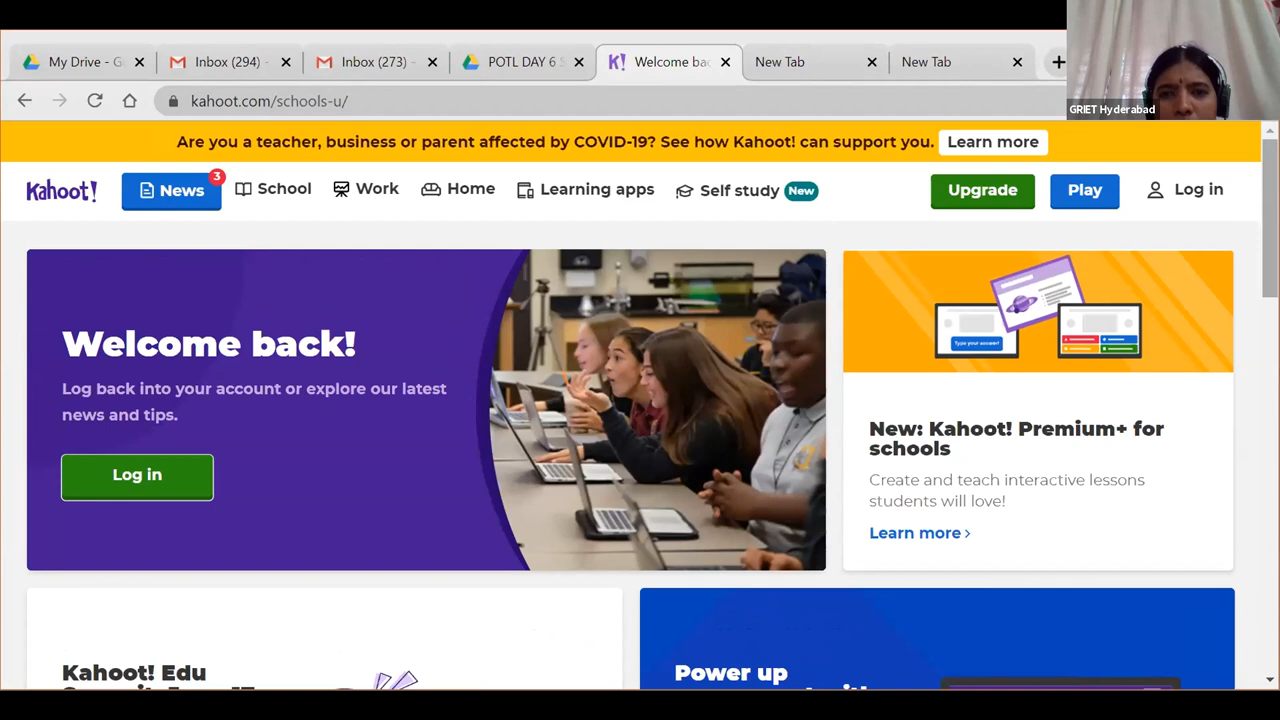 My Drive - G
Inbox (294) -
Inbox (273) -
POTL DAY 6 S
K! Welcome bac
New Tab
New Tab
GRIET Hyderabad
kahoot.com/schools-u/
Are you a teacher, business or parent affected by COVID-19? See how Kahoot! can support you. Learn more
Kahoot! News 3 School Work Home Learning apps Self study New Upgrade Play Log in
Welcome back!
Log back into your account or explore our latest
news and tips.
Log in
Type your answer!
New: Kahoot! Premium+ for
schools
Create and teach interactive lessons
students will love!
Learn more ›
Kahoot! Edu
Power up